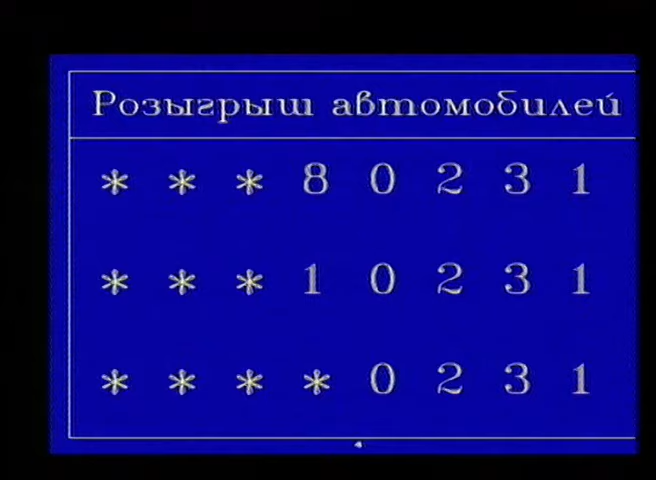 Розыгрыш автомобилей
* * * 8 0 2 3 1
* * * 1 0 2 3 1
* * * * 0 2 3 1